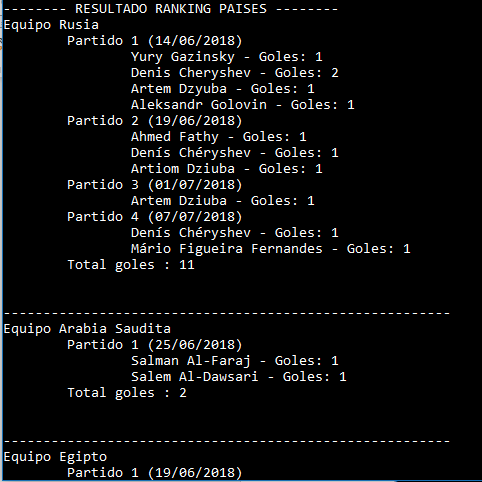 -------- RESULTADO RANKING PAISES --------
Equipo Rusia
Partido 1 (14/06/2018)
Yury Gazinsky - Goles: 1
Denis Cheryshev - Goles: 2
Artem Dzyuba - Goles: 1
Aleksandr Golovin - Goles: 1
Partido 2 (19/06/2018)
Ahmed Fathy - Goles: 1
Denís Chéryshev - Goles: 1
Artiom Dziuba - Goles: 1
Partido 3 (01/07/2018)
Artem Dziuba - Goles: 1
Partido 4 (07/07/2018)
Denís Chéryshev - Goles: 1
Mário Figueira Fernandes - Goles: 1
Total goles : 11
--------------------------------------------------------
Equipo Arabia Saudita
Partido 1 (25/06/2018)
Salman Al-Faraj - Goles: 1
Salem Al-Dawsari - Goles: 1
Total goles : 2
--------------------------------------------------------
Equipo Egipto
Partido 1 (19/06/2018)